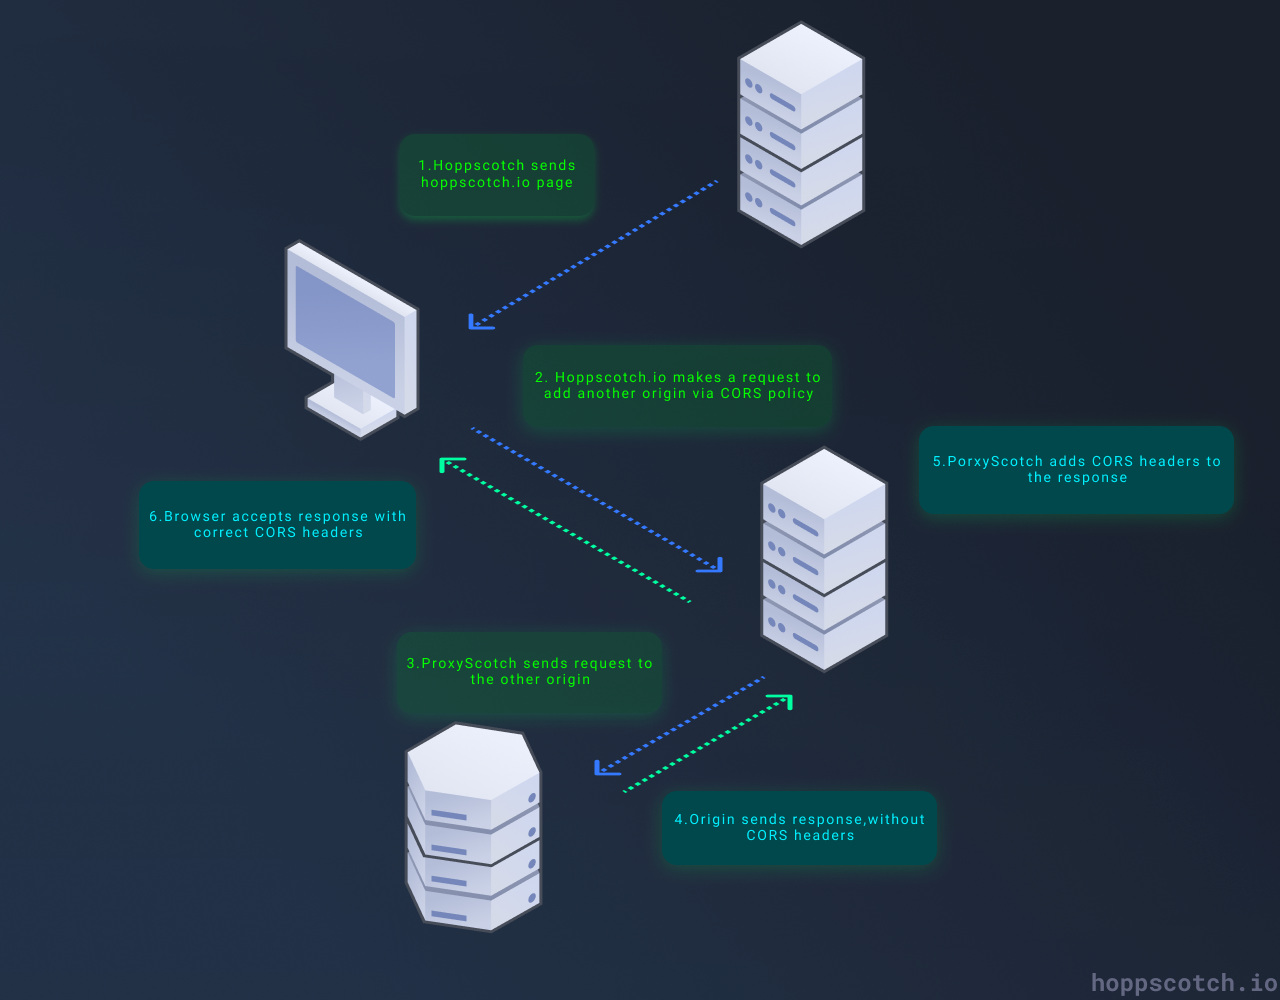 1.Hoppscotch sends
hoppscotch.io page
2. Hoppscotch.io makes a request to
add another origin via CORS policy
5.PorxyScotch adds CORS headers to
the response
6.Browser accepts response with
correct CORS headers
3.ProxyScotch sends request to
the other origin
4.Origin sends response,without
CORS headers
hoppscotch.io